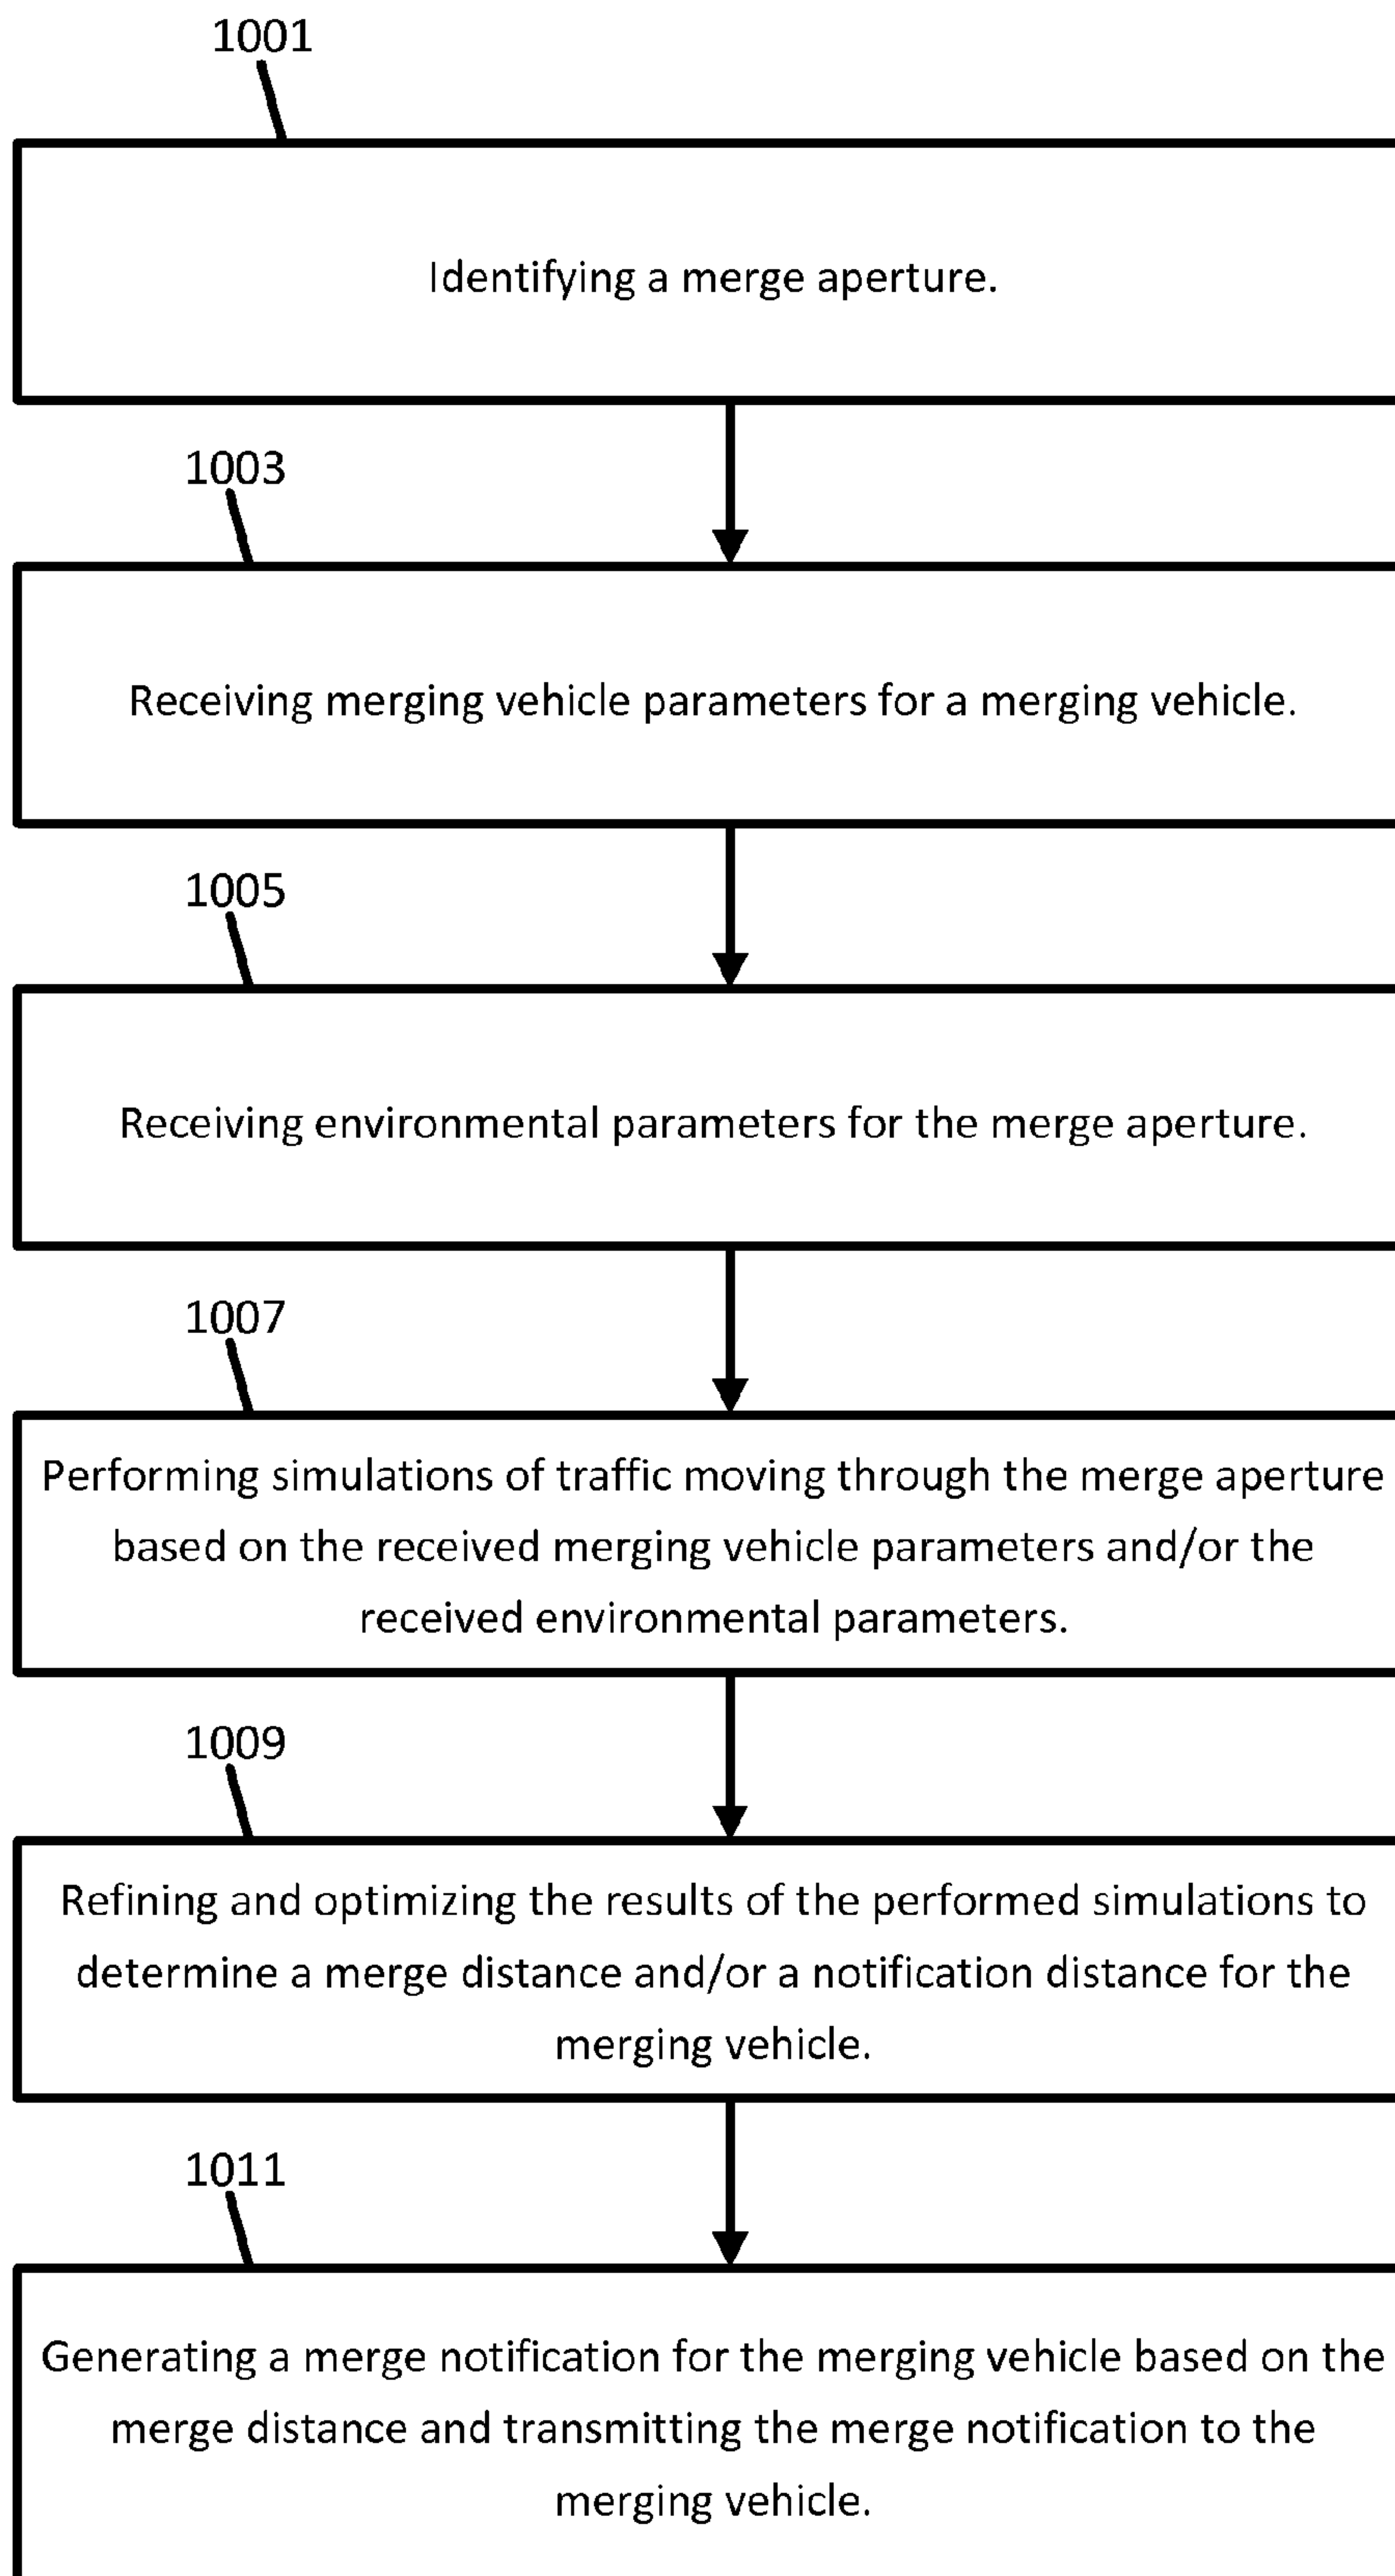 1001
Identifying a merge aperture.
1003
Receiving merging vehicle parameters for a merging vehicle.
1005
Receiving environmental parameters for the merge aperture.
1007
Performing simulations of traffic moving through the merge aperture
based on the received merging vehicle parameters and/or the
received environmental parameters.
1009
Refining and optimizing the results of the performed simulations to
determine a merge distance and/or a notification distance for the
merging vehicle.
1011
Generating a merge notification for the merging vehicle based on the
merge distance and transmitting the merge notification to the
merging vehicle.